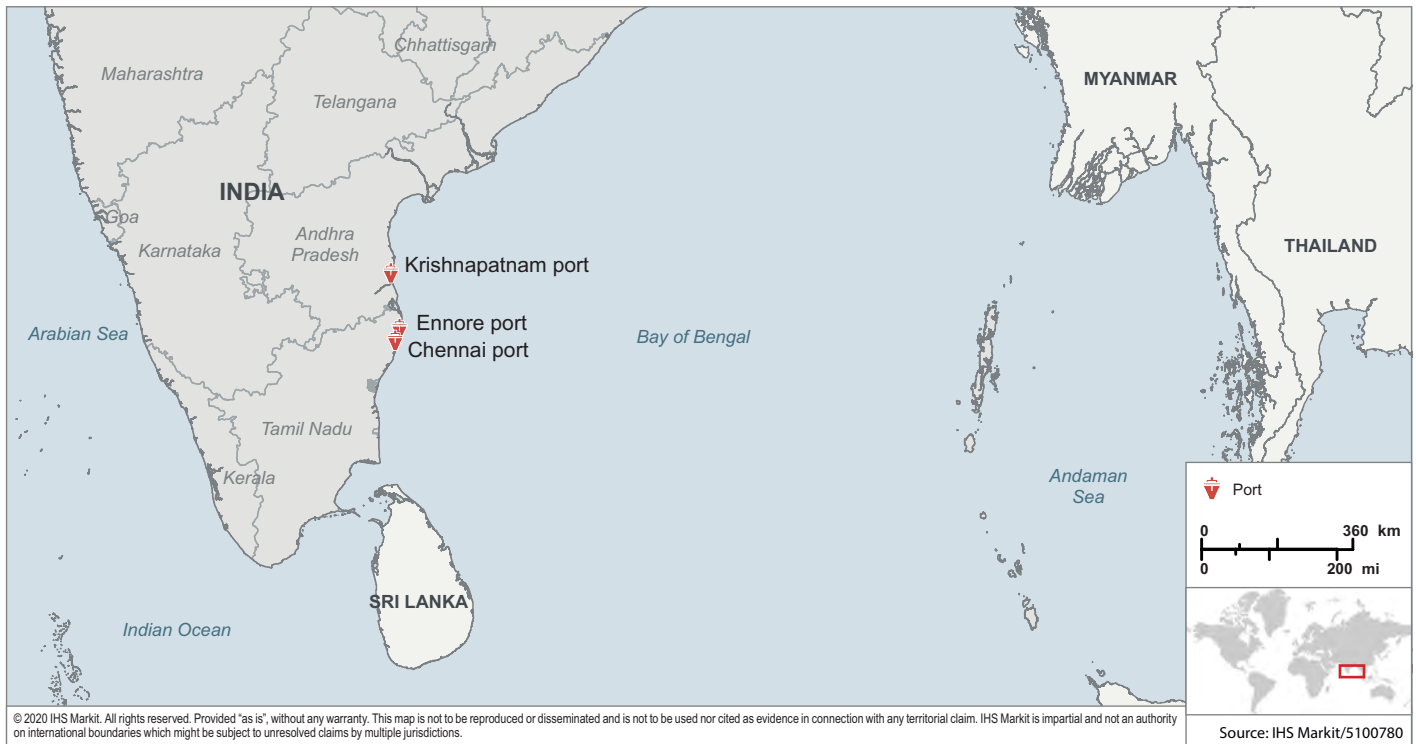 Chhattisgarh
Maharashtra
MYANMAR
Telangana
INDIA
Goa
Andhra
Pradesh
Karnataka
THAILAND
Krishnapatnam port
Ennore port
Arabian Sea
Bay of Bengal
Chennai port
Tamil Nadu
Kerala
Andaman
Sea
Port
0 360 km
0 200 mi
SRI LANKA
Indian Ocean
© 2020 IHS Markit. All rights reserved. Provided “as is”, without any warranty. This map is not to be reproduced or disseminated and is not to be used nor cited as evidence in connection with any territorial claim. IHS Markit is impartial and not an authority
on international boundaries which might be subject to unresolved claims by multiple jurisdictions.
Source: IHS Markit/5100780